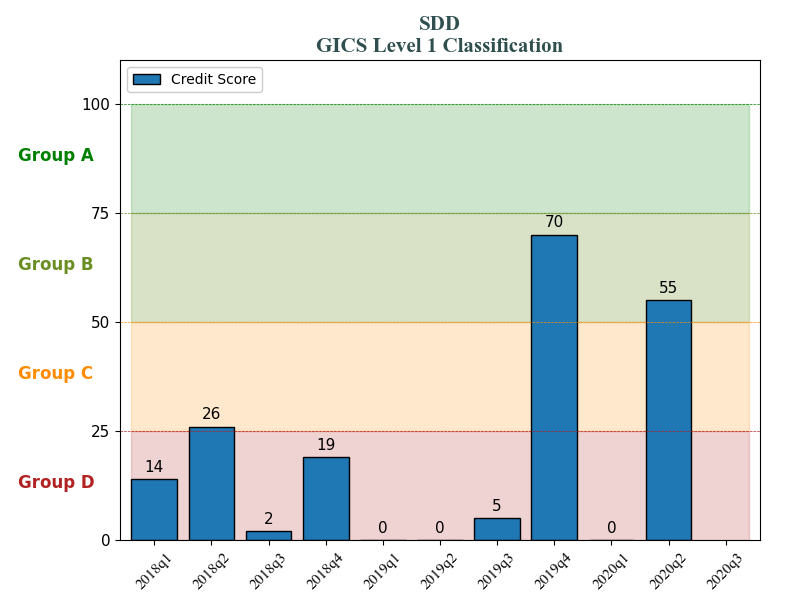 SDD
GICS Level 1 Classification
Credit Score
100
Group A
75
70
Group B
55
50
Group C
26
25
19
14
Group D
5
2
0
0
0
0
2018q1
2018q2
2018q3
2018q4
2019q1
2019q2
2019q3
2019q4
2020q1
2020q2
2020q3